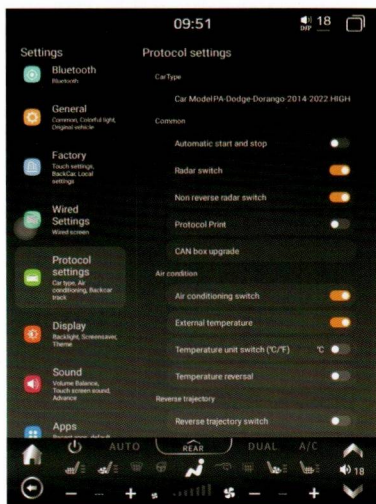 09:51
18
Settings
Protocol settings
Bluetooth
Bluetooth
General
Common, Colorful light,
Original vehicle
Factory
Touch settings,
BackCar, Local
settings
Wired
Settings
Wired screen
Protocol
settings
Car type, Air
conditioning, Backcar
track
Display
Backlight, Screensaver,
Theme
Sound
Volume Balance,
Touch screen sound,
Advance
Apps
CarType
Car Model PA-Dodge-Dorango-2014-2022 HIGH
Common
Automatic start and stop
Radar switch
Non reverse radar switch
Protocol Print
CAN box upgrade
Air condition
Air conditioning switch
External temperature
Temperature unit switch (°C/°F) °C
Temperature reversal
Reverse trajectory
Reverse trajectory switch
AUTO
REAR
DUAL
A/C
18
— --- +
— --- +